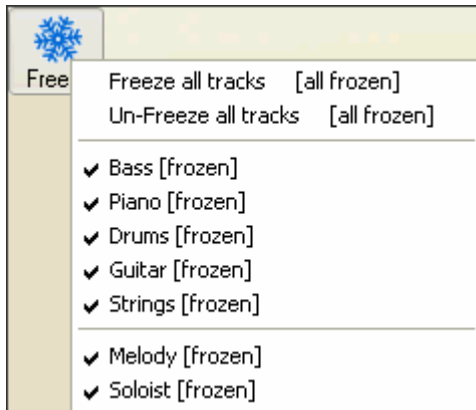 Free
Freeze all tracks [all frozen]
Un-Freeze all tracks [all frozen]
Bass [frozen]
Piano [frozen]
Drums [frozen]
Guitar [frozen]
Strings [frozen]
Melody [frozen]
Soloist [frozen]